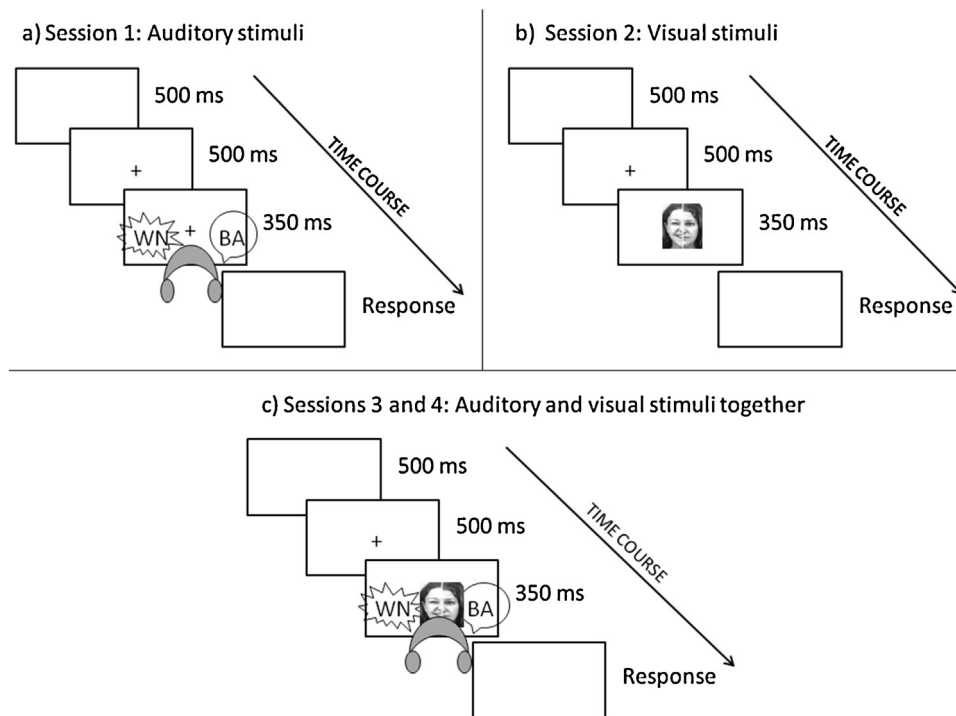 a) Session 1: Auditory stimuli
500 ms
500 ms
+
TIME COURSE
WN
+
BA
350 ms
Response
b) Session 2: Visual stimuli
500 ms
500 ms
+
TIME COURSE
350 ms
Response
c) Sessions 3 and 4: Auditory and visual stimuli together
500 ms
500 ms
+
TIME COURSE
WN
BA
350 ms
Response